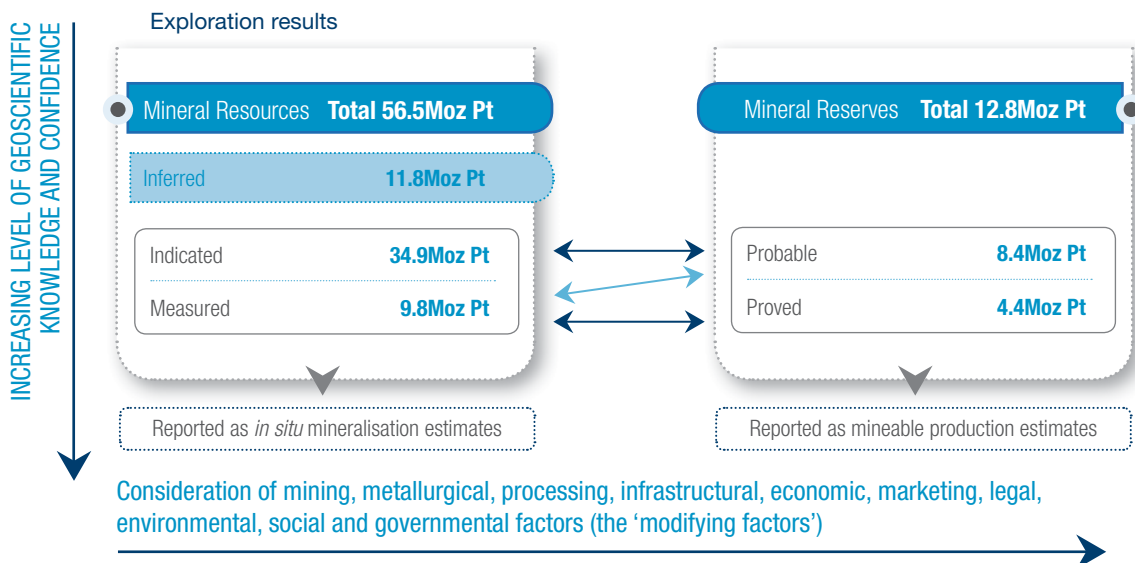 INCREASING LEVEL OF GEOSCIENTIFIC
KNOWLEDGE AND CONFIDENCE
Exploration results
Mineral Resources Total 56.5Moz Pt
Inferred 11.8Moz Pt
Indicated 34.9Moz Pt
Measured 9.8Moz Pt
Reported as in situ mineralisation estimates
Mineral Reserves Total 12.8Moz Pt
Probable 8.4Moz Pt
Proved 4.4Moz Pt
Reported as mineable production estimates
Consideration of mining, metallurgical, processing, infrastructural, economic, marketing, legal,
environmental, social and governmental factors (the ‘modifying factors’)